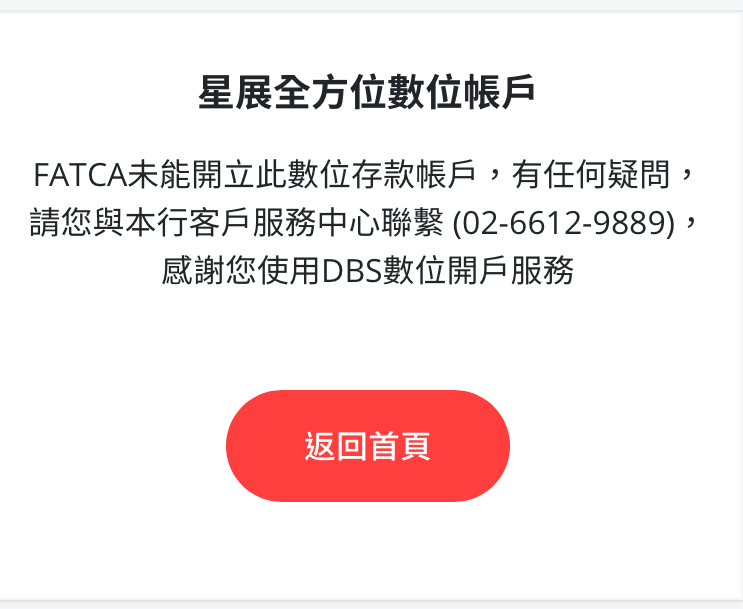 星展全方位數位帳戶
FATCA未能開立此數位存款帳戶，有任何疑問，
請您與本行客戶服務中心聯繫 (02-6612-9889)，
感謝您使用DBS數位開戶服務
返回首頁